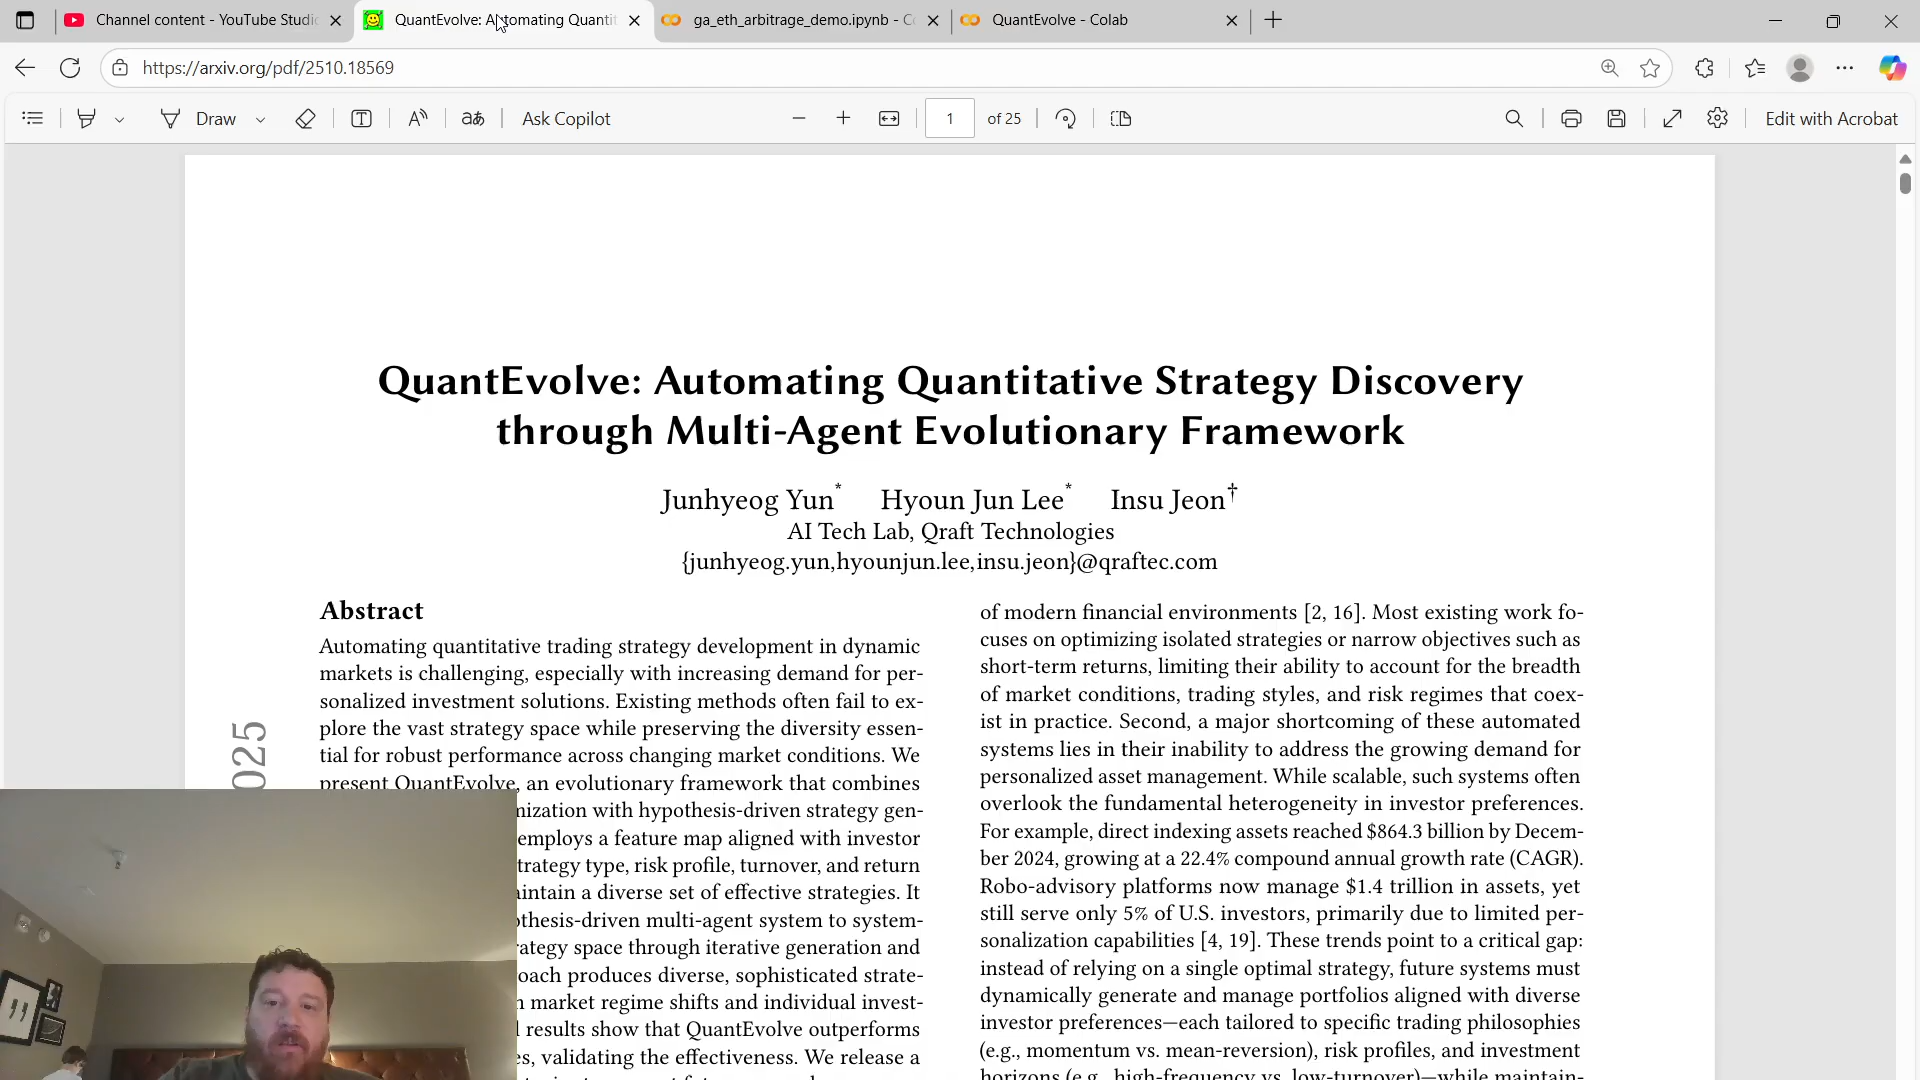 Channel content - YouTube Studi
QuantEvolve: Automating Quantit
ga_eth_arbitrage_demo.ipynb - C
QuantEvolve - Colab
https://arxiv.org/pdf/2510.18569
Draw
Ask Copilot
1
of 25
Edit with Acrobat
QuantEvolve: Automating Quantitative Strategy Discovery
through Multi-Agent Evolutionary Framework
Junhyeog Yun* Hyoun Jun Lee* Insu Jeon†
AI Tech Lab, Qraft Technologies
{junhyeog.yun,hyounjun.lee,insu.jeon}@qraftec.com
Abstract
Automating quantitative trading strategy development in dynamic
markets is challenging, especially with increasing demand for per-
sonalized investment solutions. Existing methods often fail to ex-
plore the vast strategy space while preserving the diversity essen-
tial for robust performance across changing market conditions. We
present QuantEvolve, an evolutionary framework that combines
nization with hypothesis-driven strategy gen-
employs a feature map aligned with investor
trategy type, risk profile, turnover, and return
intain a diverse set of effective strategies. It
othesis-driven multi-agent system to system-
rategy space through iterative generation and
oach produces diverse, sophisticated strate-
market regime shifts and individual invest-
results show that QuantEvolve outperforms
es, validating the effectiveness. We release a
of modern financial environments [2, 16]. Most existing work fo-
cuses on optimizing isolated strategies or narrow objectives such as
short-term returns, limiting their ability to account for the breadth
of market conditions, trading styles, and risk regimes that coex-
ist in practice. Second, a major shortcoming of these automated
systems lies in their inability to address the growing demand for
personalized asset management. While scalable, such systems often
overlook the fundamental heterogeneity in investor preferences.
For example, direct indexing assets reached $864.3 billion by Decem-
ber 2024, growing at a 22.4% compound annual growth rate (CAGR).
Robo-advisory platforms now manage $1.4 trillion in assets, yet
still serve only 5% of U.S. investors, primarily due to limited per-
sonalization capabilities [4, 19]. These trends point to a critical gap:
instead of relying on a single optimal strategy, future systems must
dynamically generate and manage portfolios aligned with diverse
investor preferences—each tailored to specific trading philosophies
(e.g., momentum vs. mean-reversion), risk profiles, and investment
horizons (e.g., high-frequency vs. low-turnover)—while maintain-
025